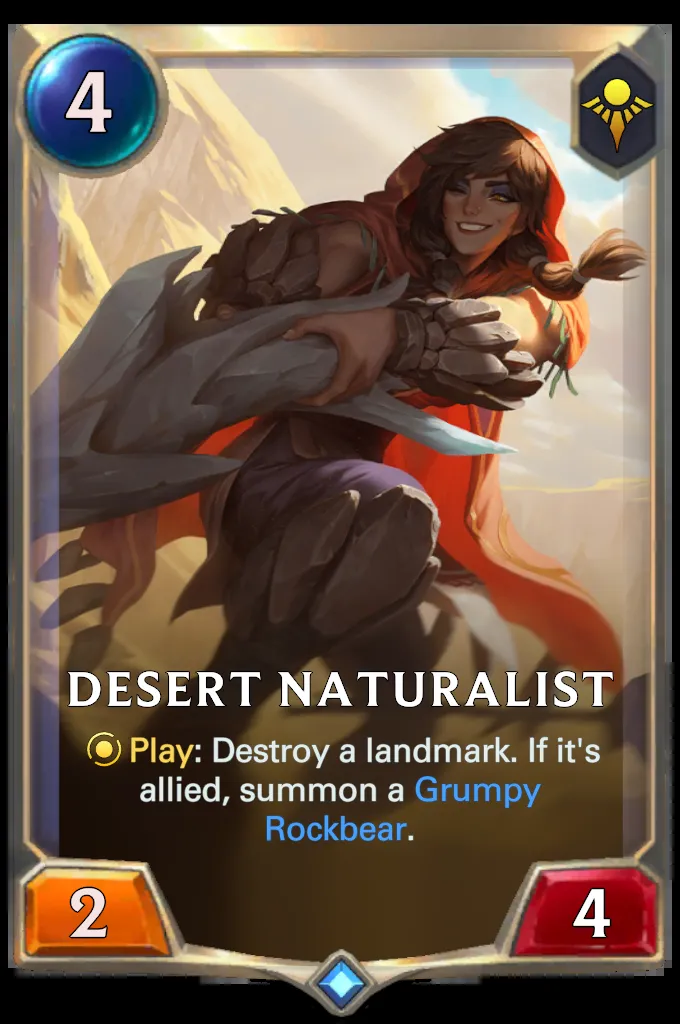 4
DESERT NATURALIST
Play: Destroy a landmark. If it's
allied, summon a Grumpy
Rockbear.
2
4